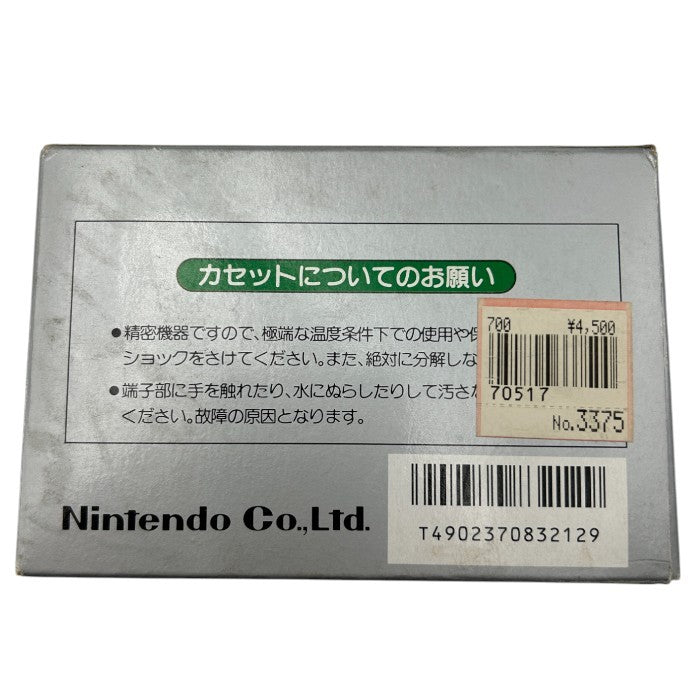 カセットについてのお願い
●精密機器ですので、極端な温度条件下での使用や保
ショックをさけてください。また、絶対に分解しな
●端子部に手を触れたり、水にぬらしたりして汚さな
ください。故障の原因となります。
700 ¥4,500
70517
No.3375
Nintendo Co.,Ltd.
T4902370832129